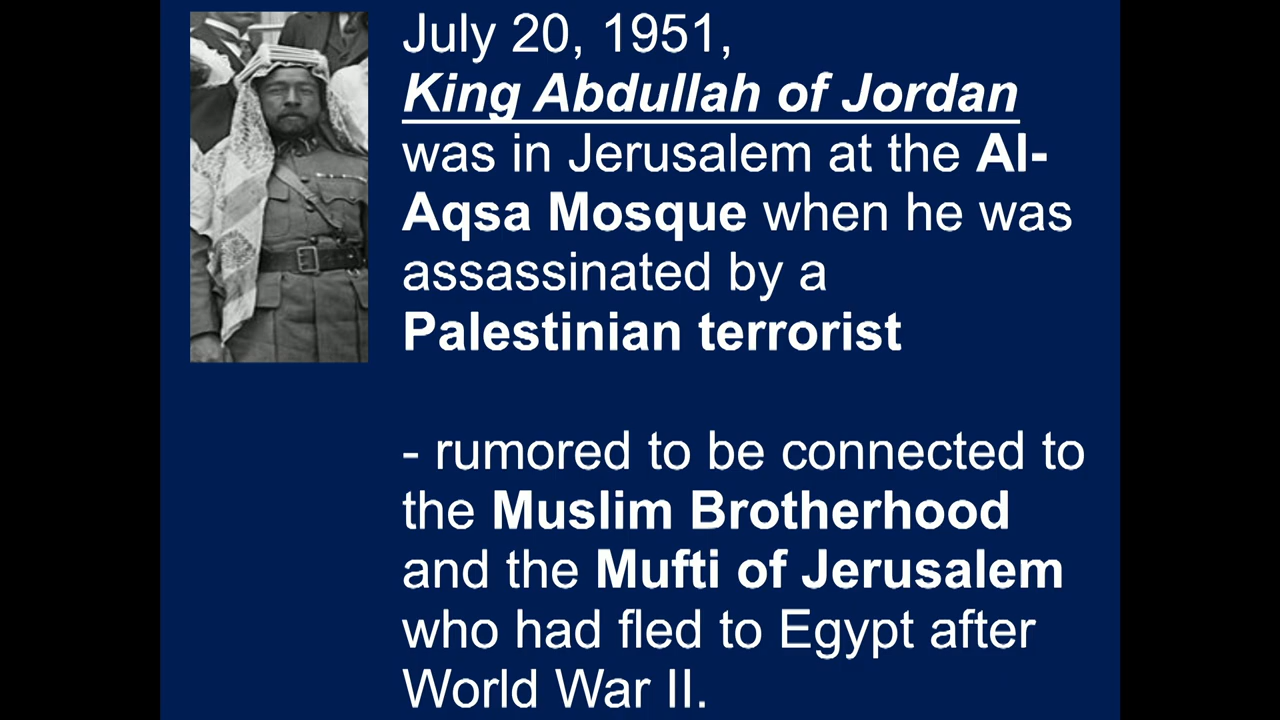 July 20, 1951,
King Abdullah of Jordan
was in Jerusalem at the Al-
Aqsa Mosque when he was
assassinated by a
Palestinian terrorist
- rumored to be connected to
the Muslim Brotherhood
and the Mufti of Jerusalem
who had fled to Egypt after
World War II.